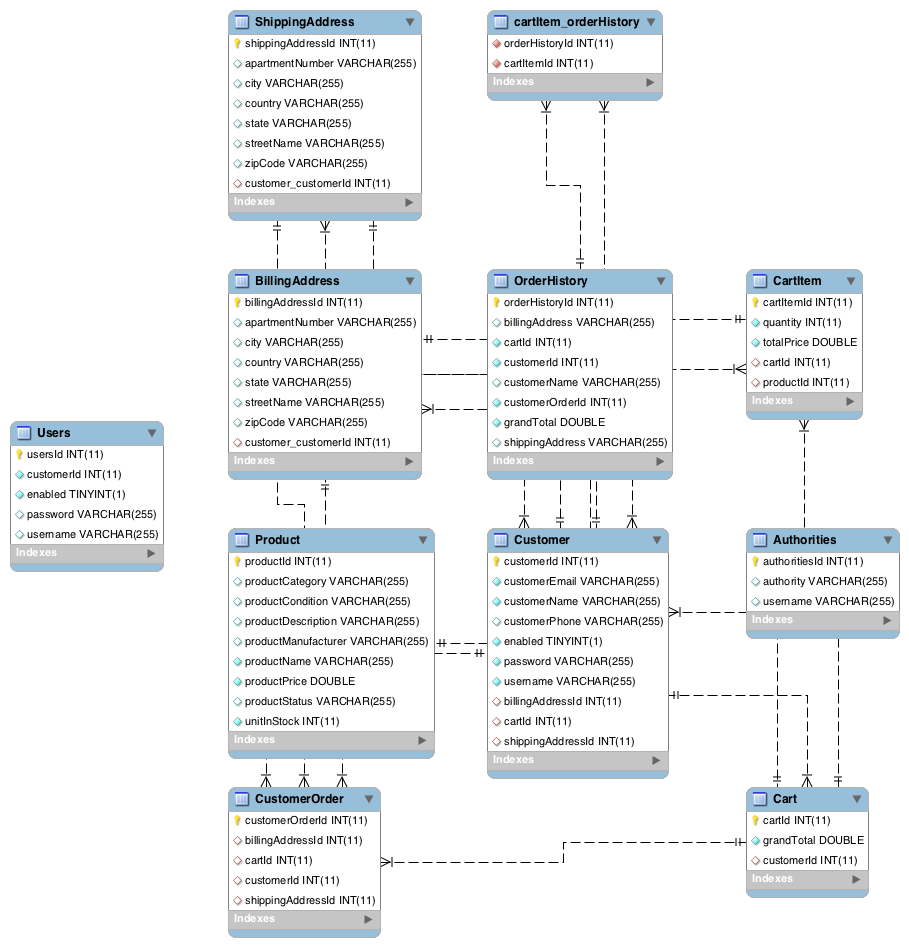 ShippingAddress
shippingAddressId INT(11)
apartmentNumber VARCHAR(255)
city VARCHAR(255)
country VARCHAR(255)
state VARCHAR(255)
streetName VARCHAR(255)
zipCode VARCHAR(255)
customer_customerId INT(11)
Indexes
cartItem_orderHistory
orderHistoryId INT(11)
cartItemId INT(11)
Indexes
BillingAddress
billingAddressId INT(11)
apartmentNumber VARCHAR(255)
city VARCHAR(255)
country VARCHAR(255)
state VARCHAR(255)
streetName VARCHAR(255)
zipCode VARCHAR(255)
customer_customerId INT(11)
Indexes
OrderHistory
orderHistoryId INT(11)
billingAddress VARCHAR(255)
cartId INT(11)
customerId INT(11)
customerName VARCHAR(255)
customerOrderId INT(11)
grandTotal DOUBLE
shippingAddress VARCHAR(255)
Indexes
CartItem
cartItemId INT(11)
quantity INT(11)
totalPrice DOUBLE
cartId INT(11)
productId INT(11)
Indexes
Users
usersId INT(11)
customerId INT(11)
enabled TINYINT(1)
password VARCHAR(255)
username VARCHAR(255)
Indexes
Product
productId INT(11)
productCategory VARCHAR(255)
productCondition VARCHAR(255)
productDescription VARCHAR(255)
productManufacturer VARCHAR(255)
productName VARCHAR(255)
productPrice DOUBLE
productStatus VARCHAR(255)
unitInStock INT(11)
Indexes
Customer
customerId INT(11)
customerEmail VARCHAR(255)
customerName VARCHAR(255)
customerPhone VARCHAR(255)
enabled TINYINT(1)
password VARCHAR(255)
username VARCHAR(255)
billingAddressId INT(11)
cartId INT(11)
shippingAddressId INT(11)
Indexes
Authorities
authoritiesId INT(11)
authority VARCHAR(255)
username VARCHAR(255)
Indexes
CustomerOrder
customerOrderId INT(11)
billingAddressId INT(11)
cartId INT(11)
customerId INT(11)
shippingAddressId INT(11)
Indexes
Cart
cartId INT(11)
grandTotal DOUBLE
customerId INT(11)
Indexes